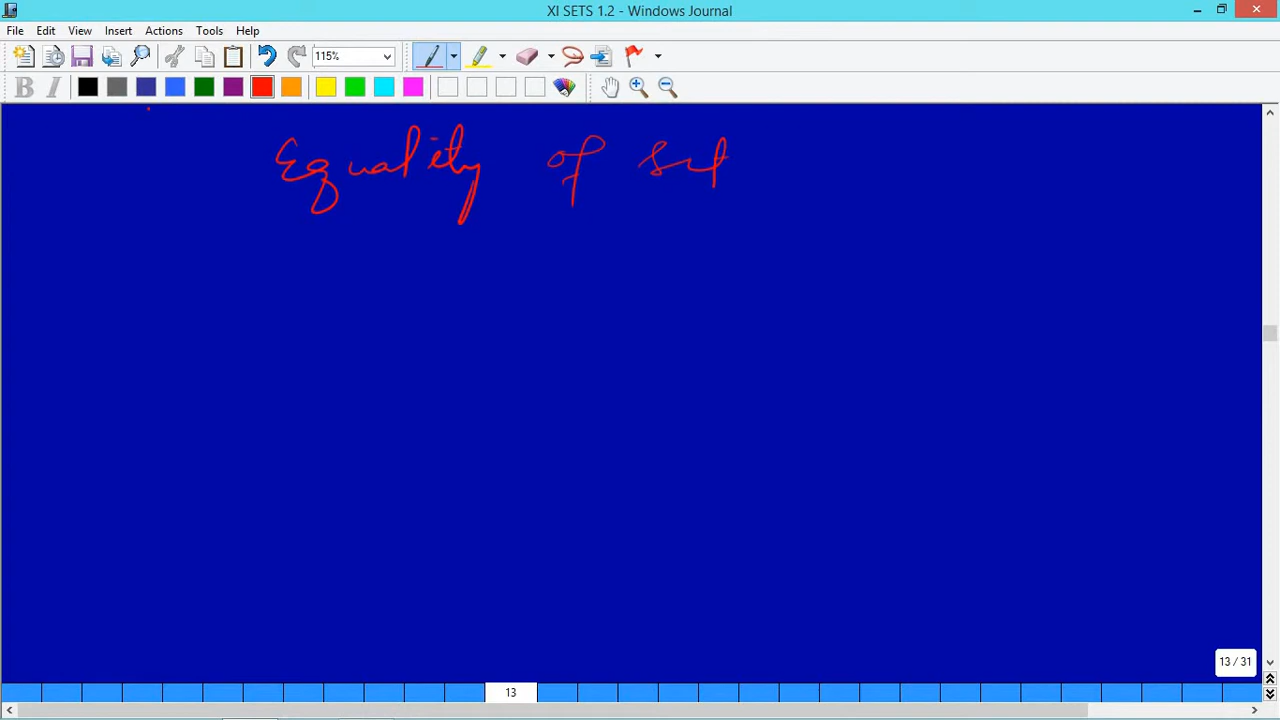 XI SETS 1.2 - Windows Journal
File Edit View Insert Actions Tools Help
115%
B I
Equality of Set
13 / 31
13